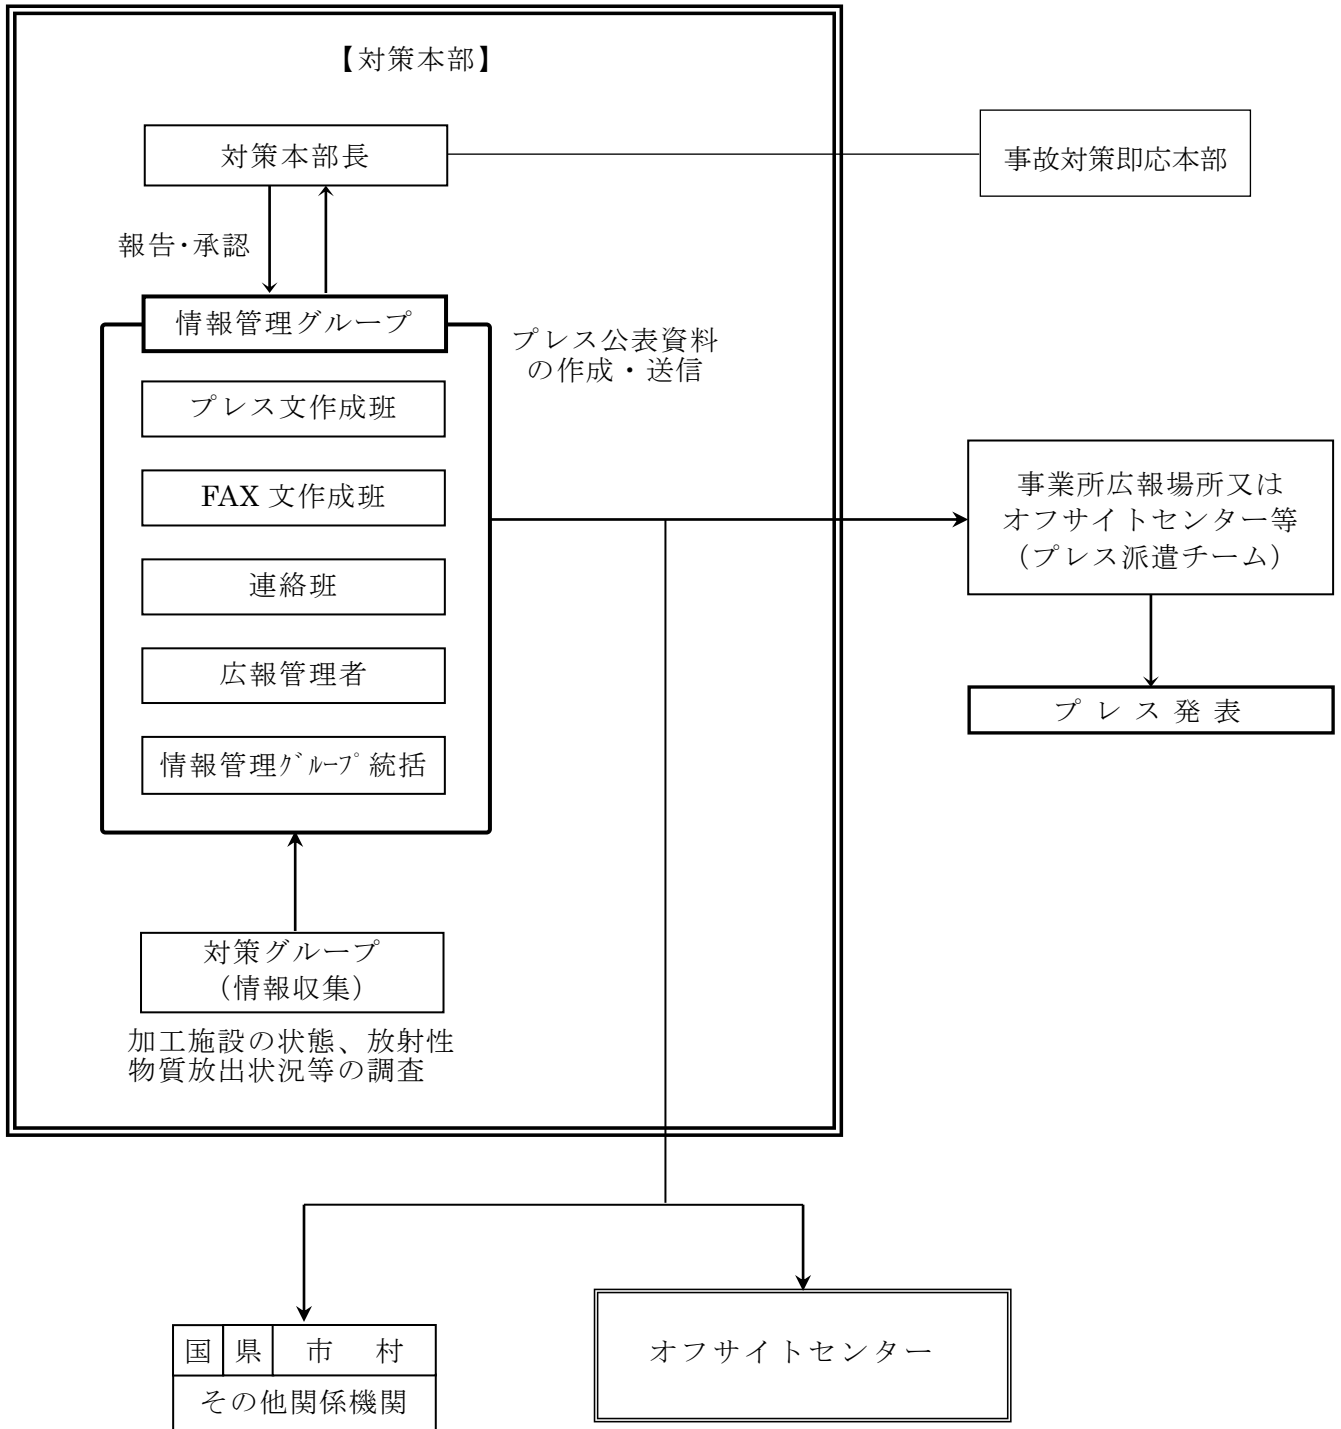 【対策本部】
対策本部長
事故対策即応本部
報告・承認
情報管理グループ
プレス公表資料
の作成・送信
プレス文作成班
FAX 文作成班
連絡班
広報管理者
情報管理ｸﾞﾙｰﾌﾟ統括
事業所広報場所又は
オフサイトセンター等
（プレス派遣チーム）
プレス発表
対策グループ
（情報収集）
加工施設の状態、放射性
物質放出状況等の調査
国 県 市 村
その他関係機関
オフサイトセンター